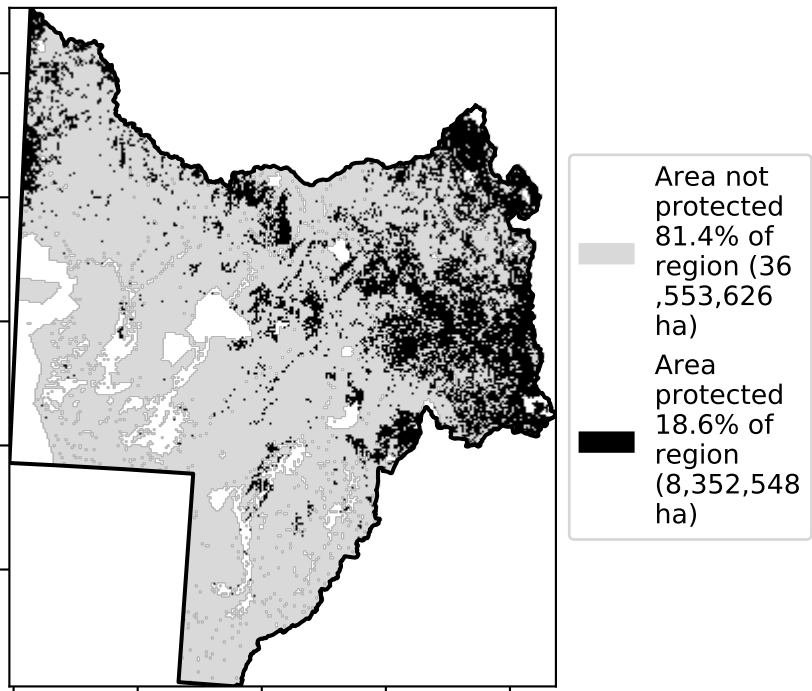 Area not
protected
81.4% of
region (36
,553,626
ha)
Area
protected
18.6% of
region
(8,352,548
ha)